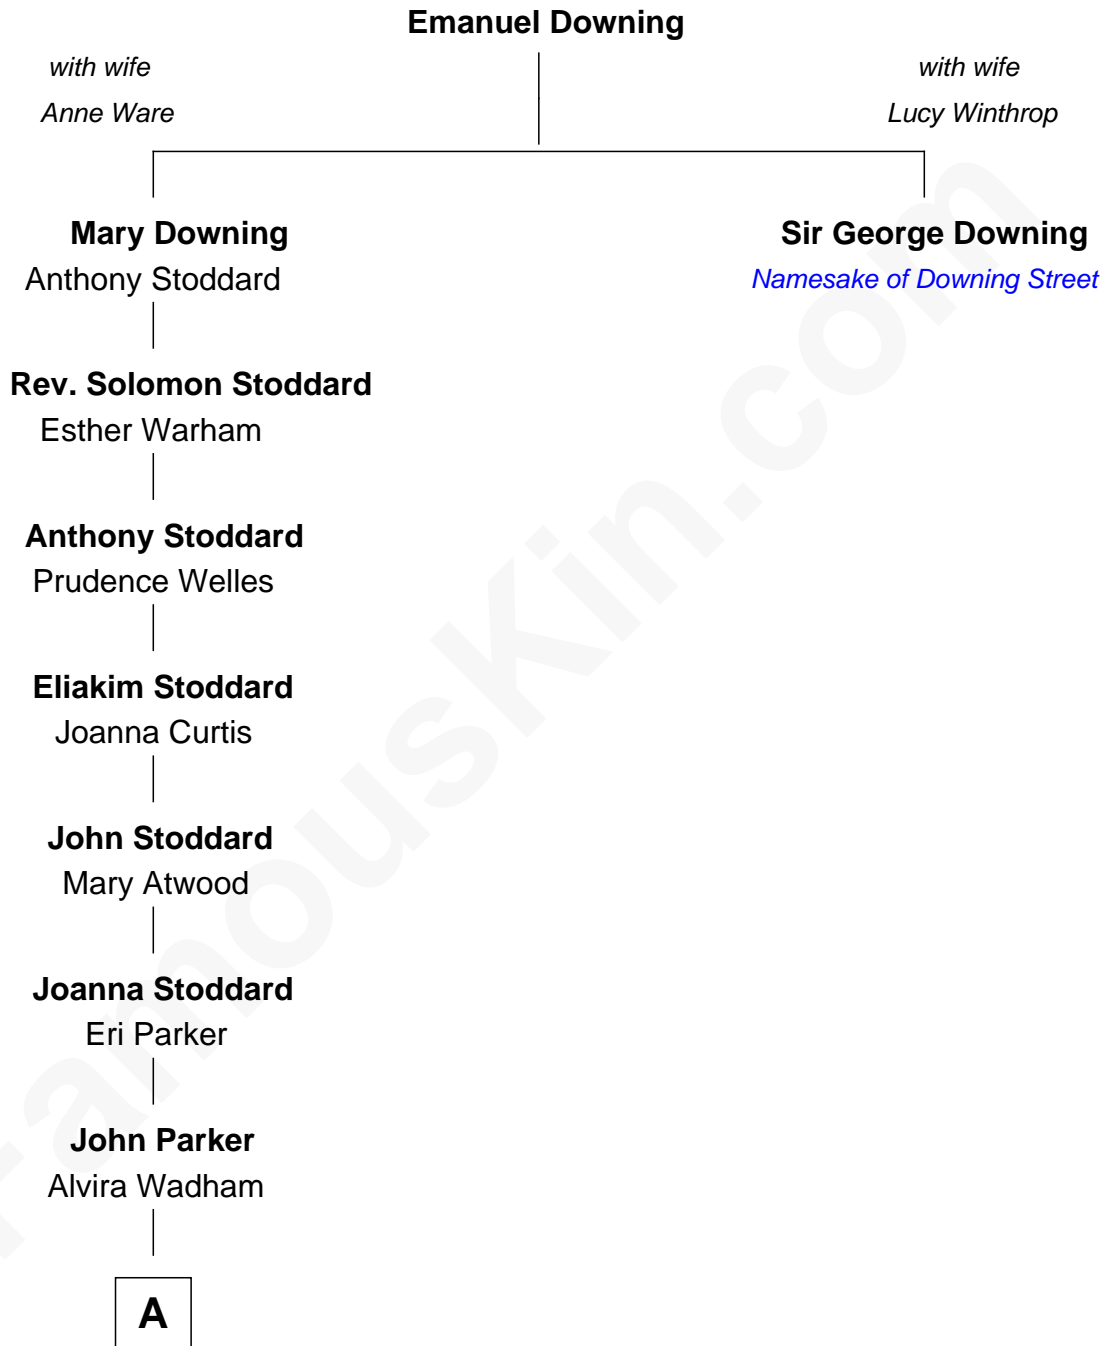 Emanuel Downing
with wife
Anne Ware
with wife
Lucy Winthrop
Mary Downing
Anthony Stoddard
Sir George Downing
Namesake of Downing Street
Rev. Solomon Stoddard
Esther Warham
Anthony Stoddard
Prudence Welles
Eliakim Stoddard
Joanna Curtis
John Stoddard
Mary Atwood
Joanna Stoddard
Eri Parker
John Parker
Alvira Wadham
A
FamousKin.com